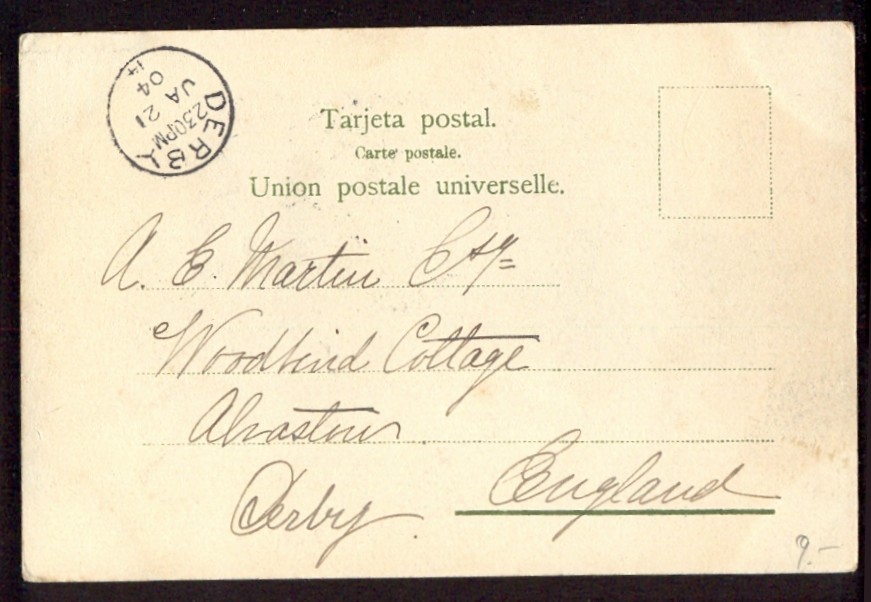 DERBY
2 30 PM
JA 21
04
14
Tarjeta postal.
Carte postale.
Union postale universelle.
A. E. Martin Esq
Woodbind Cottage
Alvaston
Derby.
England
9.-